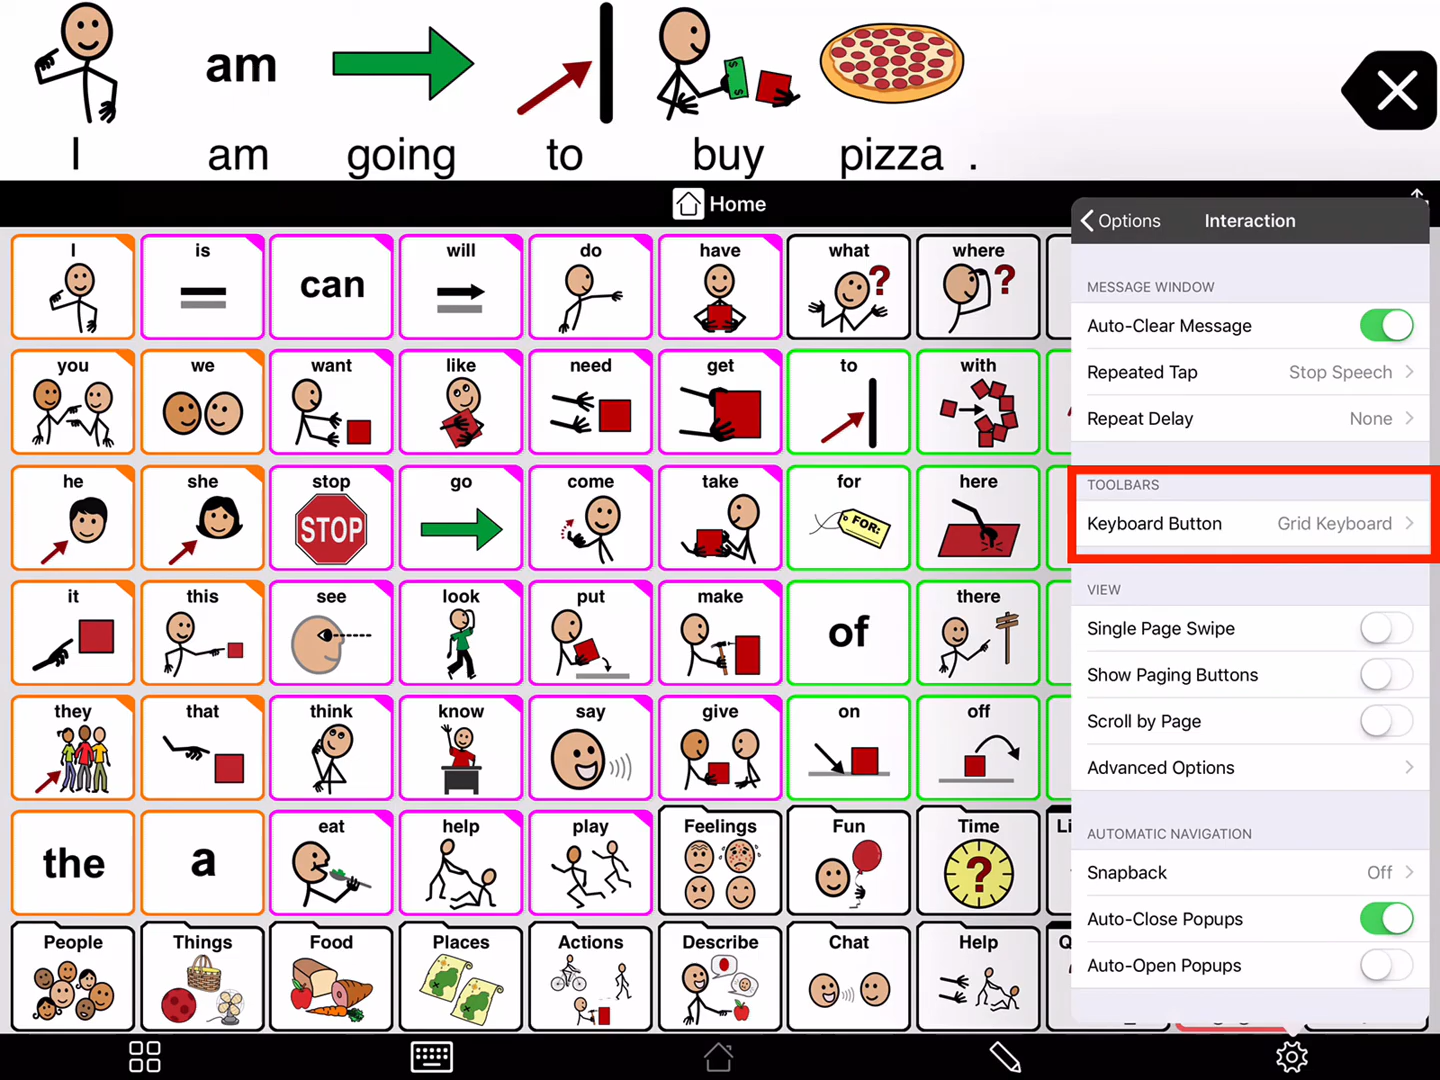 am
I am going to buy pizza .
Home
I is can will do have what where
you we want like need get to with
he she stop go come take for here
STOP
FOR:
it this see look put make of there
they that think know say give on off
the a eat help play Feelings Fun Time
People Things Food Places Actions Describe Chat Help
Options Interaction
MESSAGE WINDOW
Auto-Clear Message
Repeated Tap Stop Speech
Repeat Delay None
TOOLBARS
Keyboard Button Grid Keyboard
VIEW
Single Page Swipe
Show Paging Buttons
Scroll by Page
Advanced Options
AUTOMATIC NAVIGATION
Snapback Off
Auto-Close Popups
Auto-Open Popups